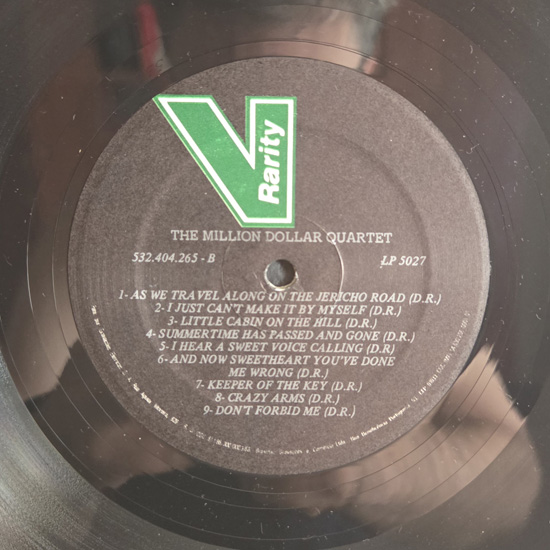 V
Rarity
THE MILLION DOLLAR QUARTET
532.404.265 - B LP 5027
1- AS WE TRAVEL ALONG ON THE JERICHO ROAD (D.R.)
2- I JUST CAN'T MAKE IT BY MYSELF (D.R.)
3- LITTLE CABIN ON THE HILL (D.R.)
4- SUMMERTIME HAS PASSED AND GONE (D.R.)
5- I HEAR A SWEET VOICE CALLING (D.R)
6- AND NOW SWEETHEART YOU'VE DONE
ME WRONG (D.R.)
7- KEEPER OF THE KEY (D.R.)
8- CRAZY ARMS (D.R.)
9- DON'T FORBID ME (D.R.)